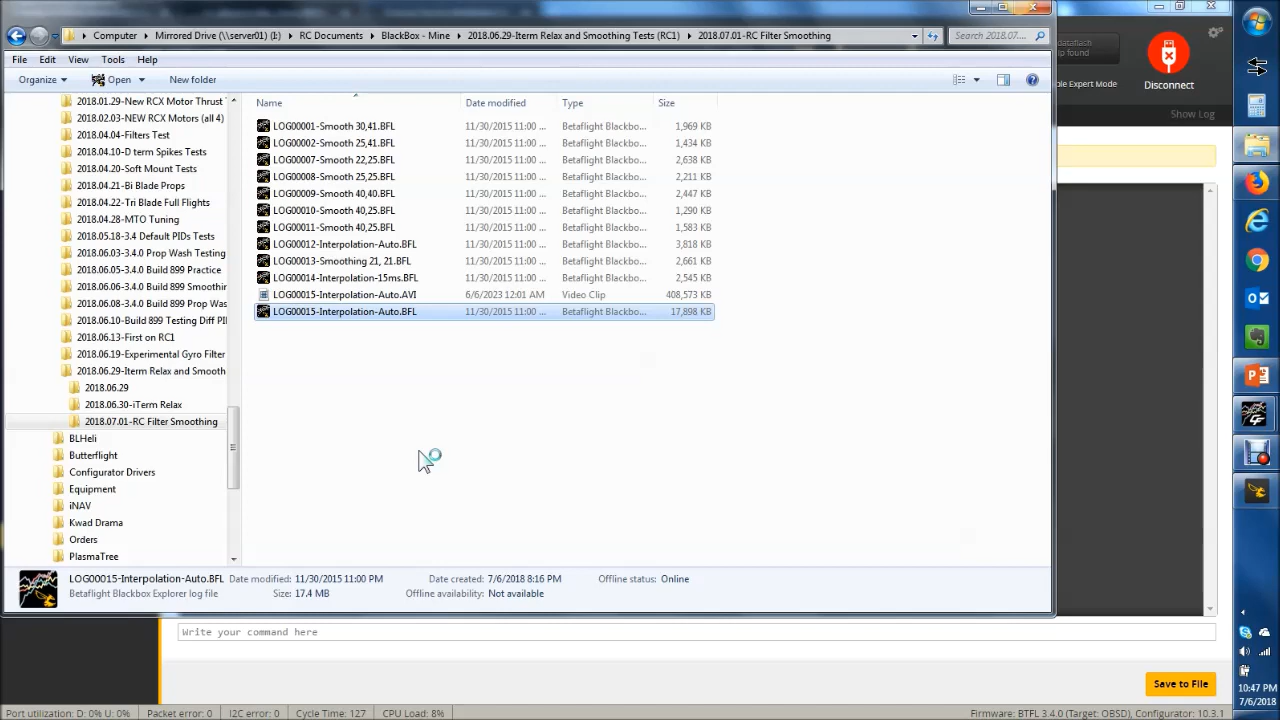 Computer ▸ Mirrored Drive (\\server01) (I:) ▸ RC Documents ▸ BlackBox - Mine ▸ 2018.06.29-Iterm Relax and Smoothing Tests (RC1) ▸ 2018.07.01-RC Filter Smoothing
Search 2018.07....
File Edit View Tools Help
Organize Open New folder
Name Date modified Type Size
2018.01.29-New RCX Motor Thrust
2018.02.03-NEW RCX Motors (all 4)
2018.04.04-Filters Test
2018.04.10-D term Spikes Tests
2018.04.20-Soft Mount Tests
2018.04.21-Bi Blade Props
2018.04.22-Tri Blade Full Flights
2018.04.28-MTO Tuning
2018.05.18-3.4 Default PIDs Tests
2018.06.03-3.4.0 Prop Wash Testing
2018.06.05-3.4.0 Build 899 Practice
2018.06.06-3.4.0 Build 899 Smoothin
2018.06.08-3.4.0 Build 899 Prop Was
2018.06.10-Build 899 Testing Diff PI
2018.06.13-First on RC1
2018.06.19-Experimental Gyro Filter
2018.06.29-Iterm Relax and Smooth
2018.06.29
2018.06.30-iTerm Relax
2018.07.01-RC Filter Smoothing
BLHeli
Butterflight
Configurator Drivers
Equipment
iNAV
Kwad Drama
Orders
PlasmaTree
LOG00001-Smooth 30,41.BFL 11/30/2015 11:00 ... Betaflight Blackbo... 1,969 KB
LOG00002-Smooth 25,41.BFL 11/30/2015 11:00 ... Betaflight Blackbo... 1,434 KB
LOG00007-Smooth 22,25.BFL 11/30/2015 11:00 ... Betaflight Blackbo... 2,638 KB
LOG00008-Smooth 25,25.BFL 11/30/2015 11:00 ... Betaflight Blackbo... 2,211 KB
LOG00009-Smooth 40,40.BFL 11/30/2015 11:00 ... Betaflight Blackbo... 2,447 KB
LOG00010-Smooth 40,25.BFL 11/30/2015 11:00 ... Betaflight Blackbo... 1,290 KB
LOG00011-Smooth 40,25.BFL 11/30/2015 11:00 ... Betaflight Blackbo... 1,583 KB
LOG00012-Interpolation-Auto.BFL 11/30/2015 11:00 ... Betaflight Blackbo... 3,818 KB
LOG00013-Smoothing 21, 21.BFL 11/30/2015 11:00 ... Betaflight Blackbo... 2,661 KB
LOG00014-Interpolation-15ms.BFL 11/30/2015 11:00 ... Betaflight Blackbo... 2,545 KB
LOG00015-Interpolation-Auto.AVI 6/6/2023 12:01 AM Video Clip 408,573 KB
LOG00015-Interpolation-Auto.BFL 11/30/2015 11:00 ... Betaflight Blackbo... 17,898 KB
LOG00015-Interpolation-Auto.BFL Date modified: 11/30/2015 11:00 PM Date created: 7/6/2018 8:16 PM Offline status: Online
Betaflight Blackbox Explorer log file Size: 17.4 MB Offline availability: Not available
le Expert Mode
Disconnect
Show Log
Write your command here
Save to File
Port utilization: D: 0% U: 0% Packet error: 0 I2C error: 0 Cycle Time: 127 CPU Load: 8% Firmware: BTFL 3.4.0 (Target: OBSD), Configurator: 10.3.1
10:47 PM
7/6/2018